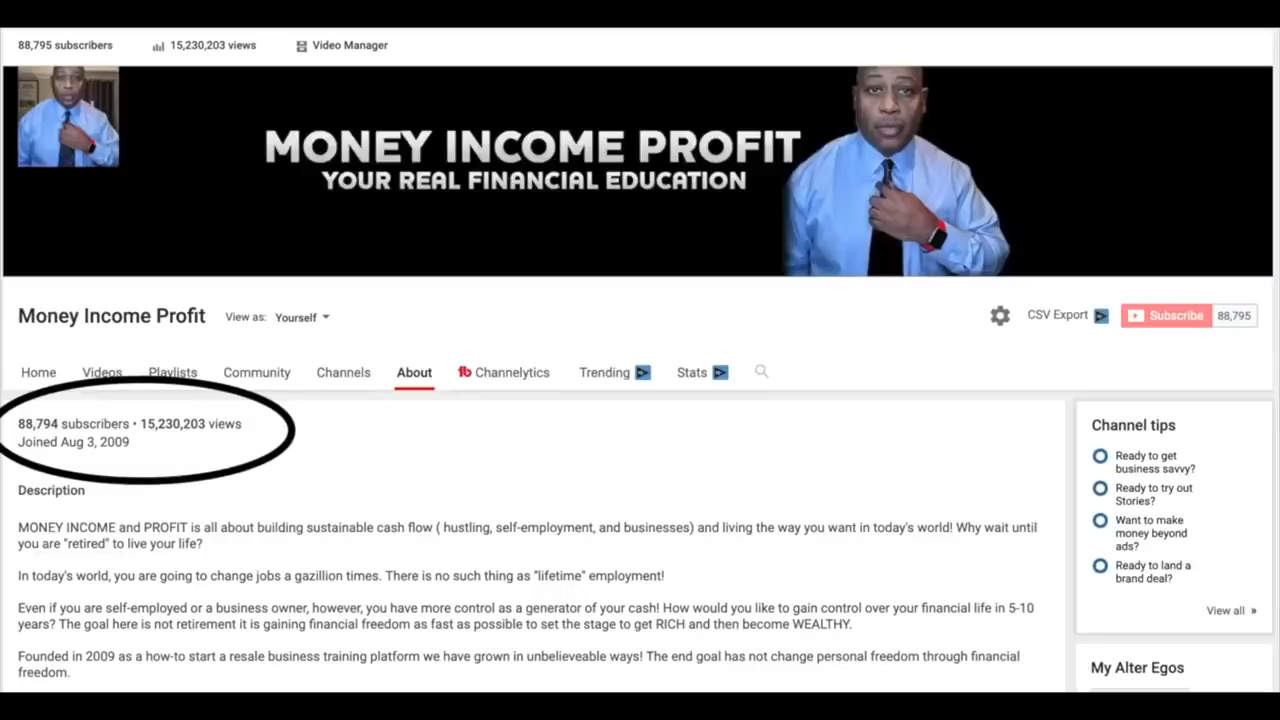 88,795 subscribers 15,230,203 views Video Manager
MONEY INCOME PROFIT
YOUR REAL FINANCIAL EDUCATION
Money Income Profit View as: Yourself CSV Export Subscribe 88,795
Home Videos Playlists Community Channels About tb Channelytics Trending Stats
88,794 subscribers • 15,230,203 views
Joined Aug 3, 2009
Description
MONEY INCOME and PROFIT is all about building sustainable cash flow ( hustling, self-employment, and businesses) and living the way you want in today's world! Why wait until
you are "retired" to live your life?
In today's world, you are going to change jobs a gazillion times. There is no such thing as "lifetime" employment!
Even if you are self-employed or a business owner, however, you have more control as a generator of your cash! How would you like to gain control over your financial life in 5-10
years? The goal here is not retirement it is gaining financial freedom as fast as possible to set the stage to get RICH and then become WEALTHY.
Founded in 2009 as a how-to start a resale business training platform we have grown in unbelieveable ways! The end goal has not change personal freedom through financial
freedom.
Channel tips
Ready to get
business savvy?
Ready to try out
Stories?
Want to make
money beyond
ads?
Ready to land a
brand deal?
View all »
My Alter Egos